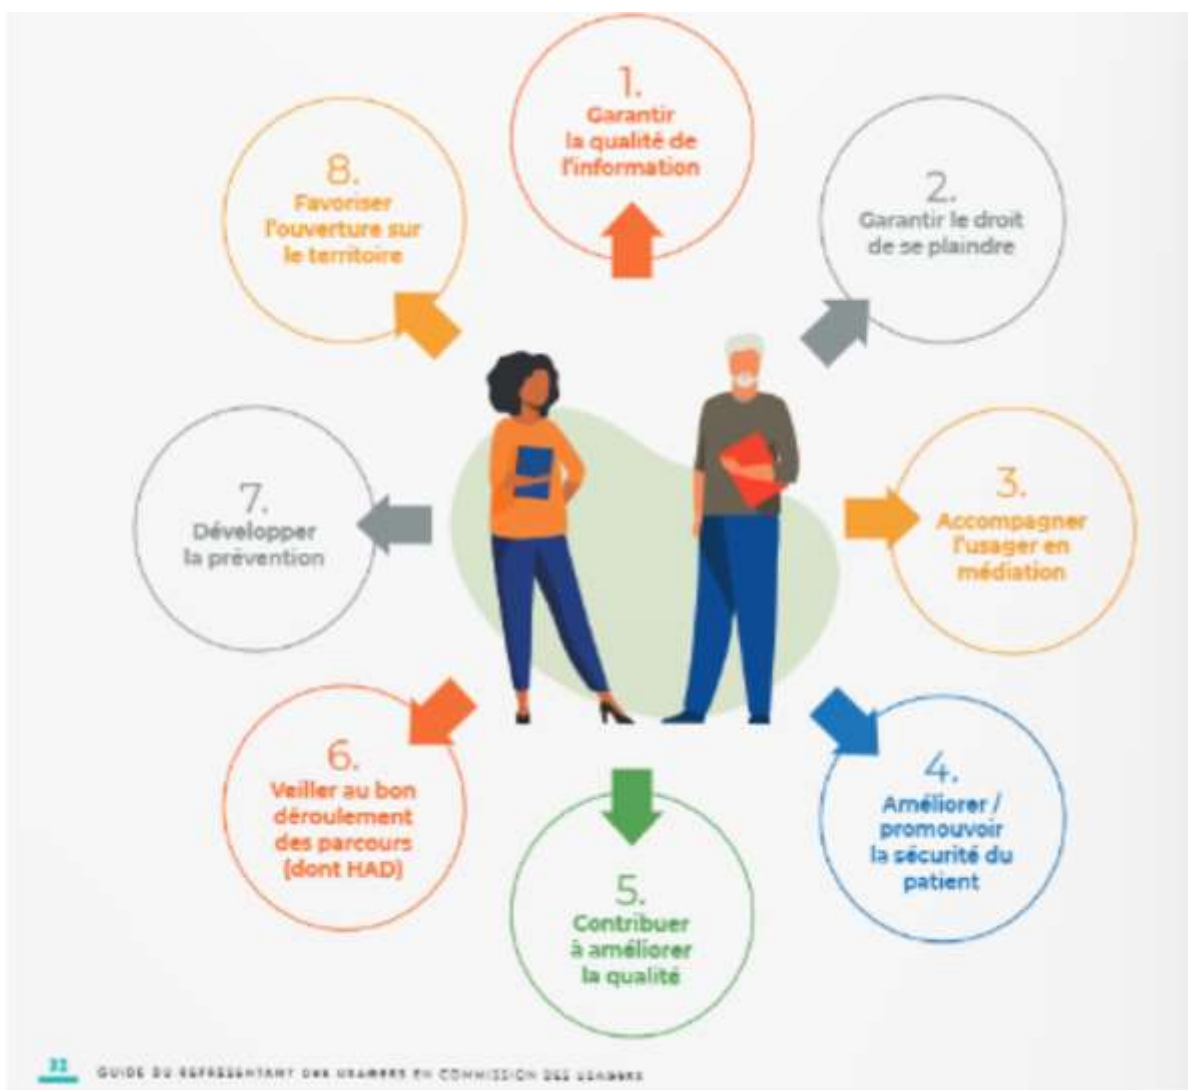 1.
Garantir
la qualité de
l'information
2.
Garantir le droit
de se plaindre
3.
Accompagner
l'usager en
médiation
4.
Améliorer /
promouvoir
la sécurité du
patient
5.
Contribuer
à améliorer
la qualité
6.
Veiller au bon
déroulement
des parcours
(dont HAD)
7.
Développer
la prévention
8.
Favoriser
l'ouverture sur
le territoire
GUIDE DU REPRÉSENTANT DES USAGERS EN COMMISSION DES USAGERS